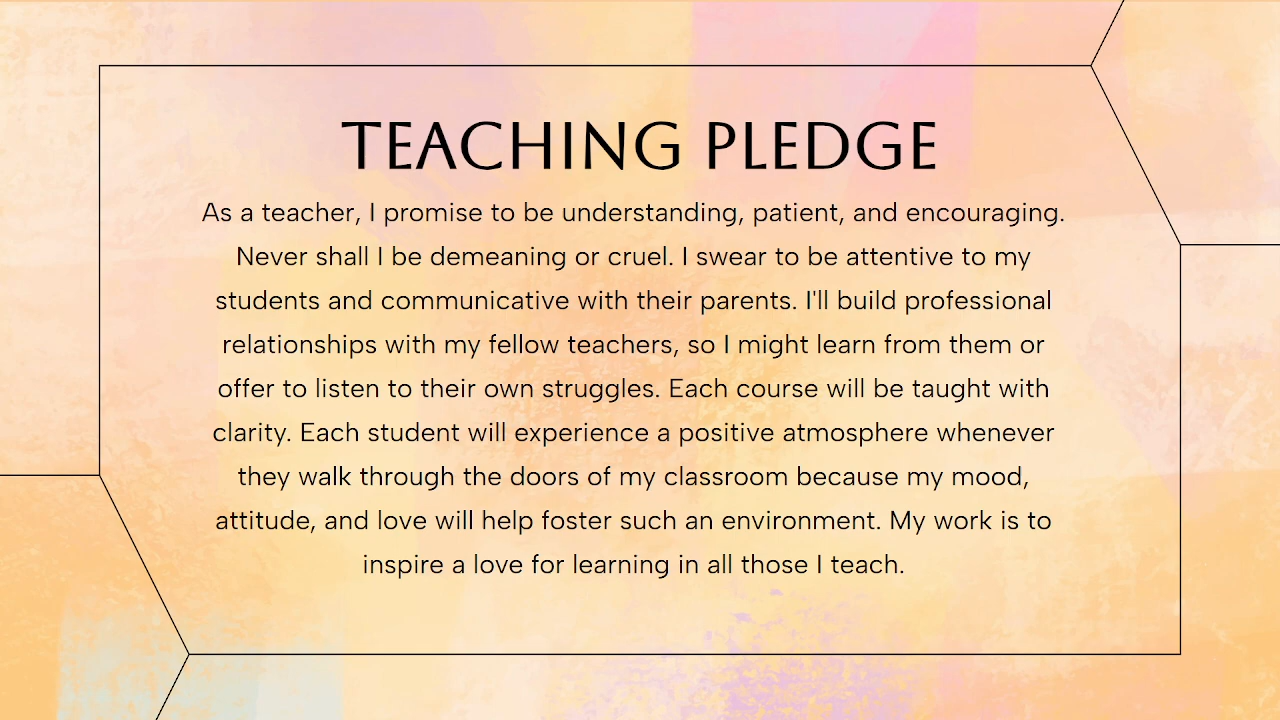 TEACHING PLEDGE
As a teacher, I promise to be understanding, patient, and encouraging.
Never shall I be demeaning or cruel. I swear to be attentive to my
students and communicative with their parents. I'll build professional
relationships with my fellow teachers, so I might learn from them or
offer to listen to their own struggles. Each course will be taught with
clarity. Each student will experience a positive atmosphere whenever
they walk through the doors of my classroom because my mood,
attitude, and love will help foster such an environment. My work is to
inspire a love for learning in all those I teach.